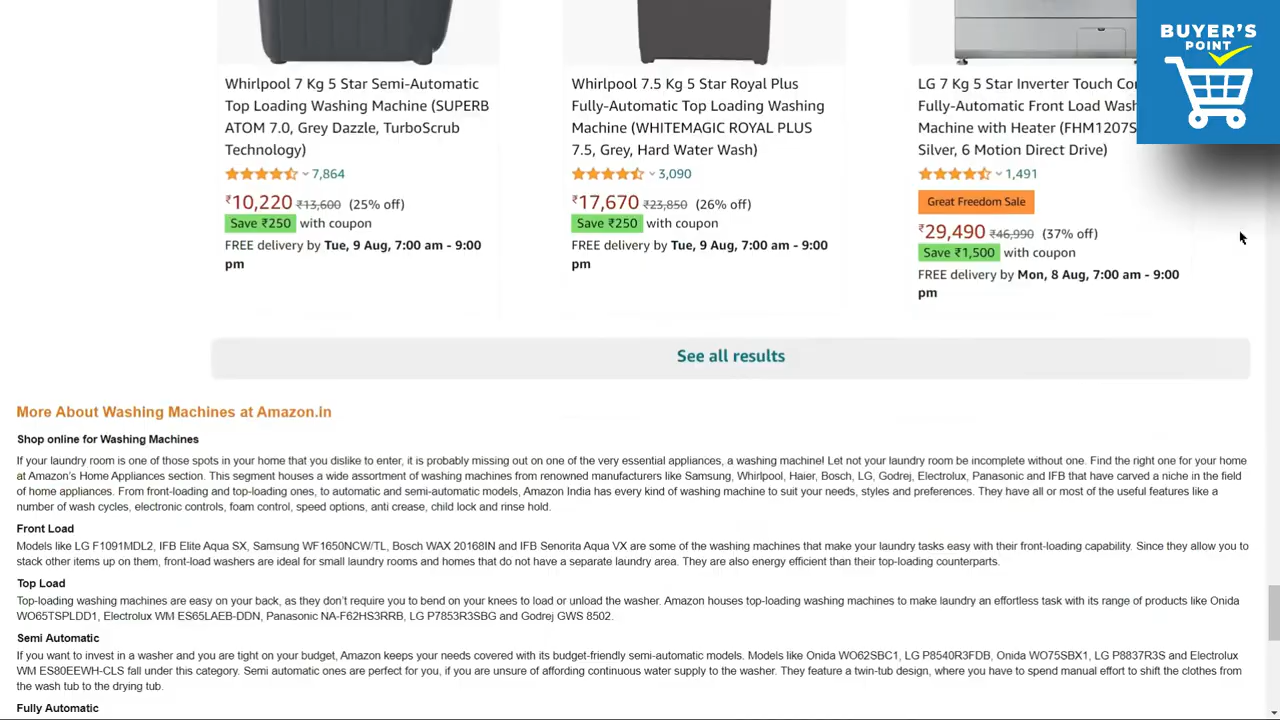 BUYER'S
POINT
Whirlpool 7 Kg 5 Star Semi-Automatic
Top Loading Washing Machine (SUPERB
ATOM 7.0, Grey Dazzle, TurboScrub
Technology)
7,864
₹10,220 ₹13,600 (25% off)
Save ₹250 with coupon
FREE delivery by Tue, 9 Aug, 7:00 am - 9:00
pm
Whirlpool 7.5 Kg 5 Star Royal Plus
Fully-Automatic Top Loading Washing
Machine (WHITEMAGIC ROYAL PLUS
7.5, Grey, Hard Water Wash)
3,090
₹17,670 ₹23,850 (26% off)
Save ₹250 with coupon
FREE delivery by Tue, 9 Aug, 7:00 am - 9:00
pm
LG 7 Kg 5 Star Inverter Touch
Fully-Automatic Front Load
Machine with Heater
Silver, 6 Motion Direct Drive)
1,491
Great Freedom Sale
₹29,490 ₹46,990 (37% off)
Save ₹1,500 with coupon
FREE delivery by Mon, 8 Aug, 7:00 am - 9:00
pm
See all results
More About Washing Machines at Amazon.in
Shop online for Washing Machines
If your laundry room is one of those spots in your home that you dislike to enter, it is probably missing out on one of the very essential appliances, a washing machine! Let not your laundry room be incomplete without one. Find the right one for your home
at Amazon's Home Appliances section. This segment houses a wide assortment of washing machines from renowned manufacturers like Samsung, Whirlpool, Haier, Bosch, LG, Godrej, Electrolux, Panasonic and IFB that have carved a niche in the field
of home appliances. From front-loading and top-loading ones, to automatic and semi-automatic models, Amazon India has every kind of washing machine to suit your needs, styles and preferences. They have all or most of the useful features like a
number of wash cycles, electronic controls, foam control, speed options, anti crease, child lock and rinse hold.
Front Load
Models like LG F1091MDL2, IFB Elite Aqua SX, Samsung WF1650NCW/TL, Bosch WAX 20168IN and IFB Senorita Aqua VX are some of the washing machines that make your laundry tasks easy with their front-loading capability. Since they allow you to
stack other items up on them, front-load washers are ideal for small laundry rooms and homes that do not have a separate laundry area. They are also energy efficient than their top-loading counterparts.
Top Load
Top-loading washing machines are easy on your back, as they don't require you to bend on your knees to load or unload the washer. Amazon houses top-loading washing machines to make laundry an effortless task with its range of products like Onida
WO65TSPLDD1, Electrolux WM ES65LAEB-DDN, Panasonic NA-F62HS3RRB, LG P7853R3SBG and Godrej GWS 8502.
Semi Automatic
If you want to invest in a washer and you are tight on your budget, Amazon keeps your needs covered with its budget-friendly semi-automatic models. Models like Onida WO62SBC1, LG P8540R3FDB, Onida WO75SBX1, LG P8837R3S and Electrolux
WM ES80EEWH-CLS fall under this category. Semi automatic ones are perfect for you, if you are unsure of affording continuous water supply to the washer. They feature a twin-tub design, where you have to spend manual effort to shift the clothes from
the wash tub to the drying tub.
Fully Automatic